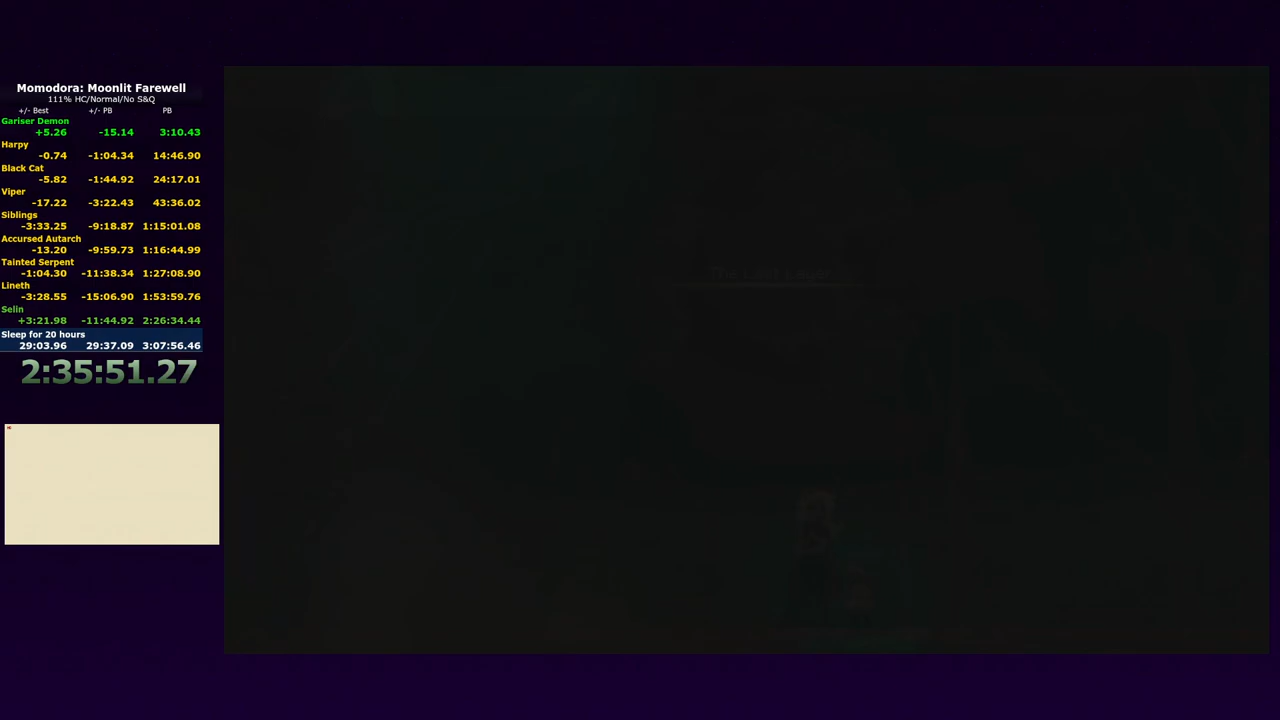 Momodora: Moonlit Farewell
111% HC/Normal/No S&Q
+/- Best +/- PB PB
Gariser Demon
+5.26 -15.14 3:10.43
Harpy
-0.74 -1:04.34 14:46.90
Black Cat
-5.82 -1:44.92 24:17.01
Viper
-17.22 -3:22.43 43:36.02
Siblings
-3:33.25 -9:18.87 1:15:01.08
Accursed Autarch
-13.20 -9:59.73 1:16:44.99
Tainted Serpent
-1:04.30 -11:38.34 1:27:08.90
Lineth
-3:28.55 -15:06.90 1:53:59.76
Selin
+3:21.98 -11:44.92 2:26:34.44
Sleep for 20 hours
29:03.96 29:37.09 3:07:56.46
2:35:51.27